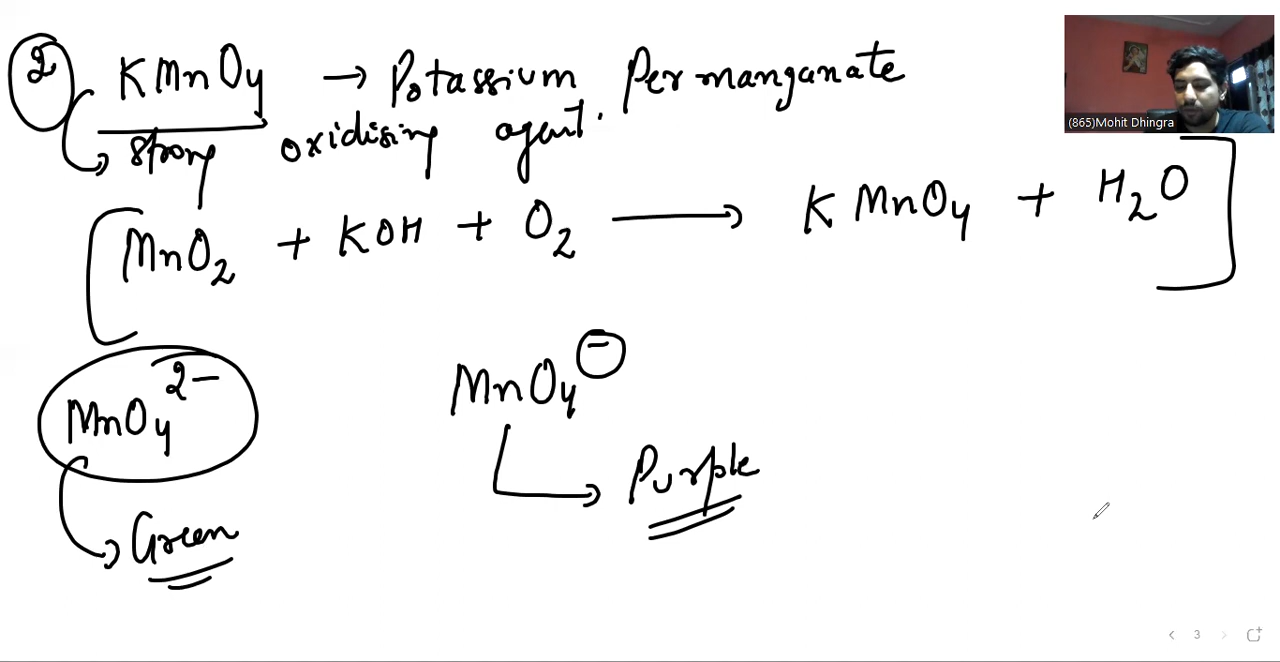 2 KMnO4 → Potassium Permanganate
strong oxidising agent.
(865)Mohit Dhingra
[MnO2 + KOH + O2 → KMnO4 + H2O]
MnO4 2- MnO4 -
Purple
Green
3